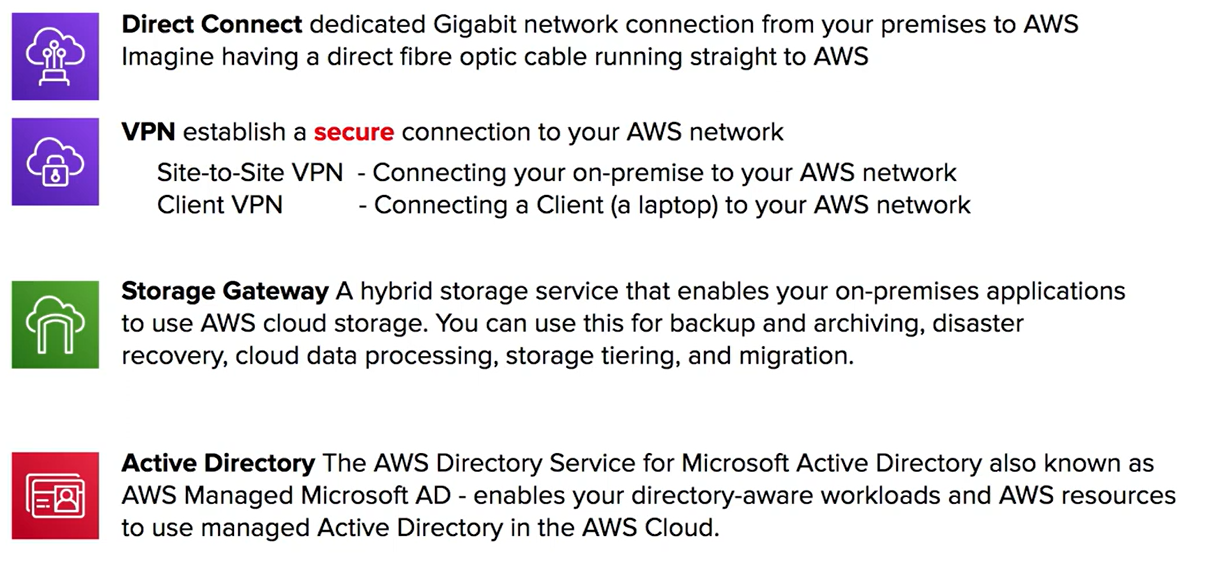 Direct Connect dedicated Gigabit network connection from your premises to AWS
Imagine having a direct fibre optic cable running straight to AWS
VPN establish a secure connection to your AWS network
Site-to-Site VPN - Connecting your on-premise to your AWS network
Client VPN - Connecting a Client (a laptop) to your AWS network
Storage Gateway A hybrid storage service that enables your on-premises applications
to use AWS cloud storage. You can use this for backup and archiving, disaster
recovery, cloud data processing, storage tiering, and migration.
Active Directory The AWS Directory Service for Microsoft Active Directory also known as
AWS Managed Microsoft AD - enables your directory-aware workloads and AWS resources
to use managed Active Directory in the AWS Cloud.